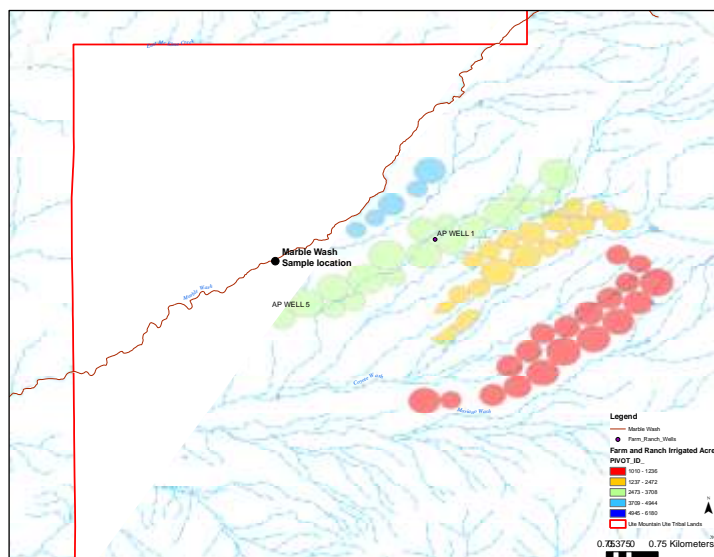 AP WELL 1
Marble Wash
Sample location
Marble Wash
AP WELL 5
Mariano Wash
Legend
Marble Wash
Farm_Ranch_Wells
Farm and Ranch Irrigated Acre
PIVOT_ID_
1010 - 1236
1237 - 2472
2473 - 3708
3709 - 4944
4945 - 6180
Ute Mountain Ute Tribal Lands
N
0.75 Kilometers